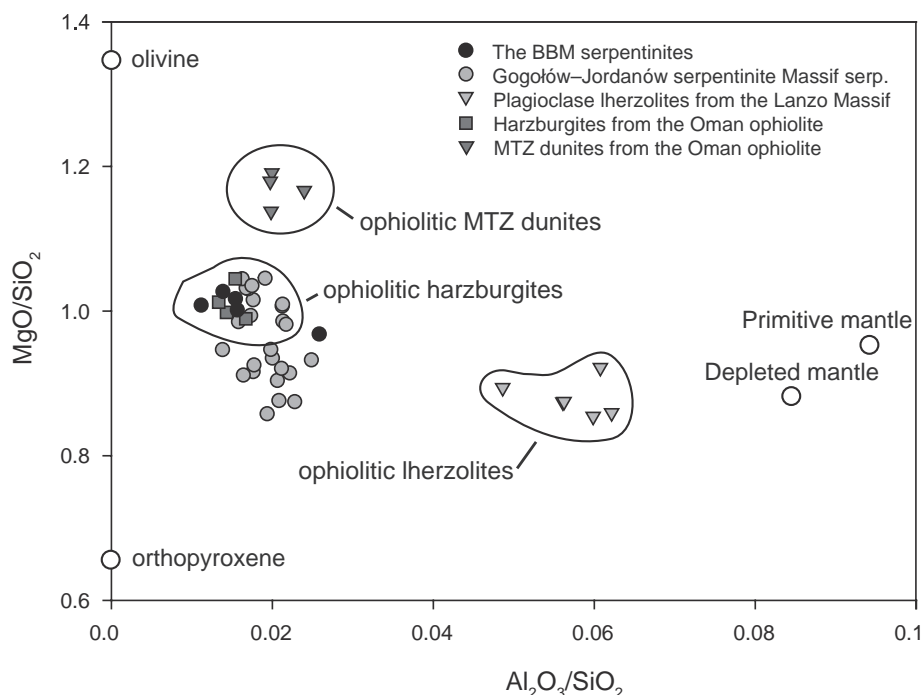 1.4
olivine
The BBM serpentinites
Gogołów–Jordanów serpentinite Massif serp.
Plagioclase lherzolites from the Lanzo Massif
Harzburgites from the Oman ophiolite
MTZ dunites from the Oman ophiolite
1.2
ophiolitic MTZ dunites
ophiolitic harzburgites
MgO/SiO₂
1.0
Primitive mantle
Depleted mantle
0.8
ophiolitic lherzolites
orthopyroxene
0.6
0.0 0.02 0.04 0.06 0.08 0.1
Al₂O₃/SiO₂